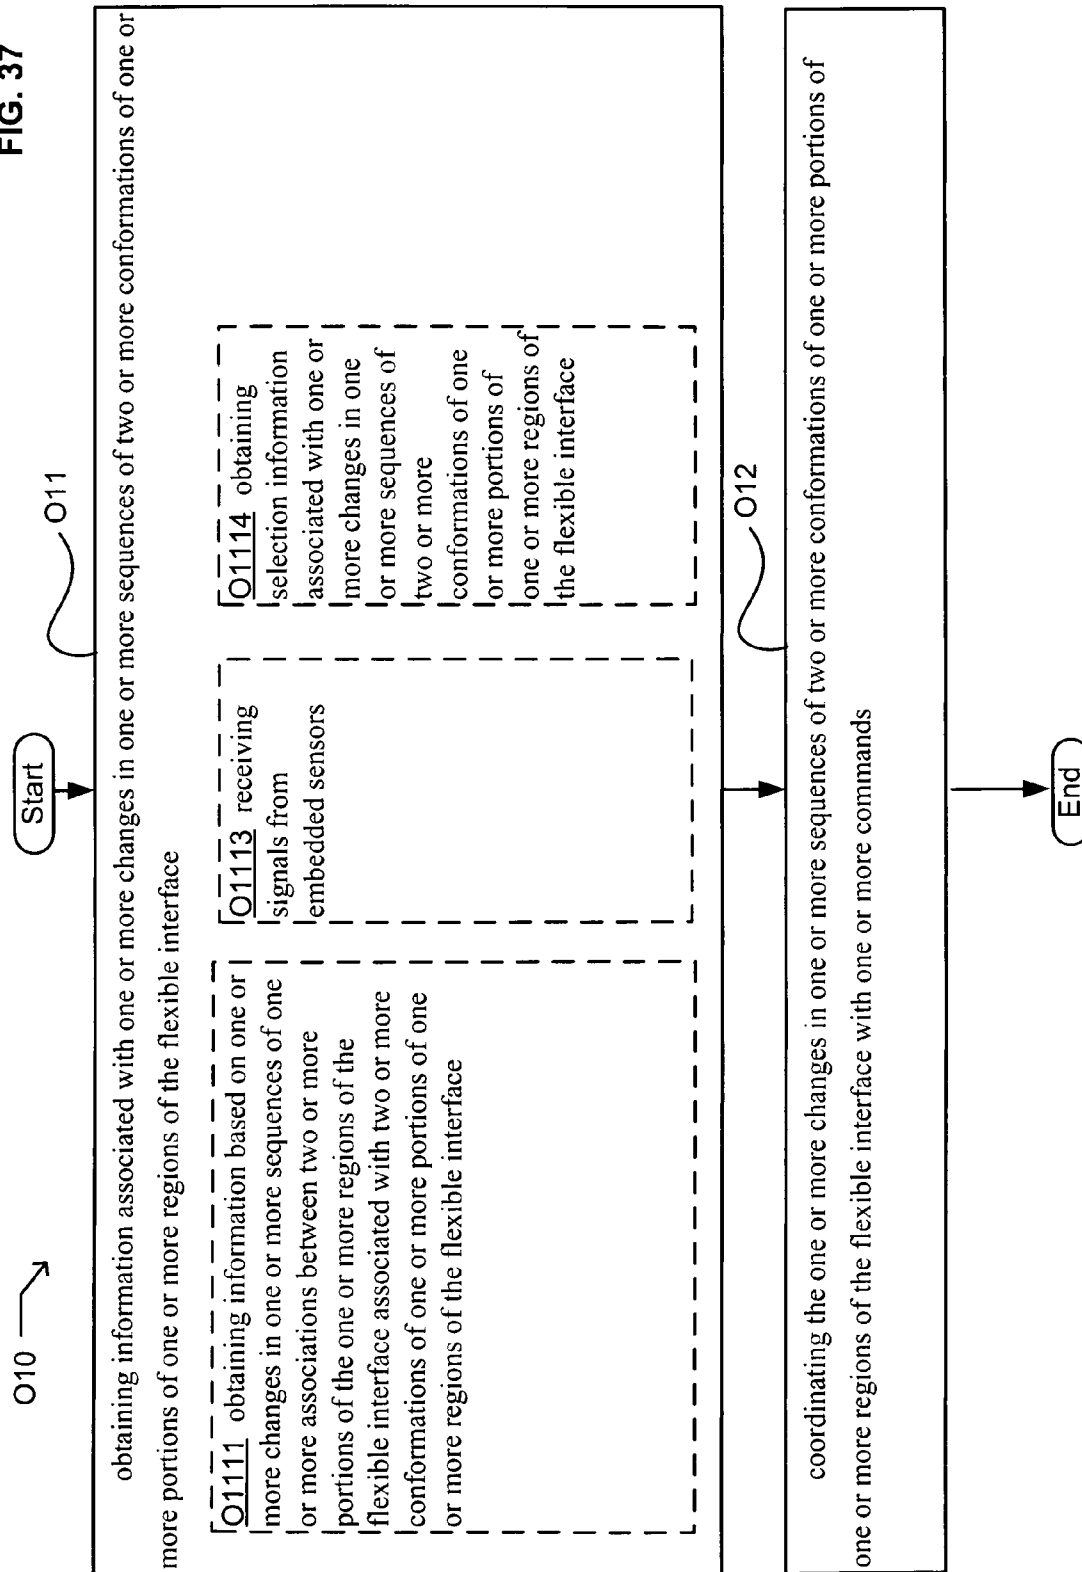 FIG. 37
O10
Start
O11
obtaining information associated with one or more changes in one or more sequences of two or more conformations of one or
more portions of one or more regions of the flexible interface
O1111 obtaining information based on one or
more changes in one or more sequences of one
or more associations between two or more
portions of the one or more regions of the
flexible interface associated with two or more
conformations of one or more portions of one
or more regions of the flexible interface
O1113 receiving
signals from
embedded sensors
O1114 obtaining
selection information
associated with one or
more changes in one
or more sequences of
two or more
conformations of one
or more portions of
one or more regions of
the flexible interface
O12
coordinating the one or more changes in one or more sequences of two or more conformations of one or more portions of
one or more regions of the flexible interface with one or more commands
End